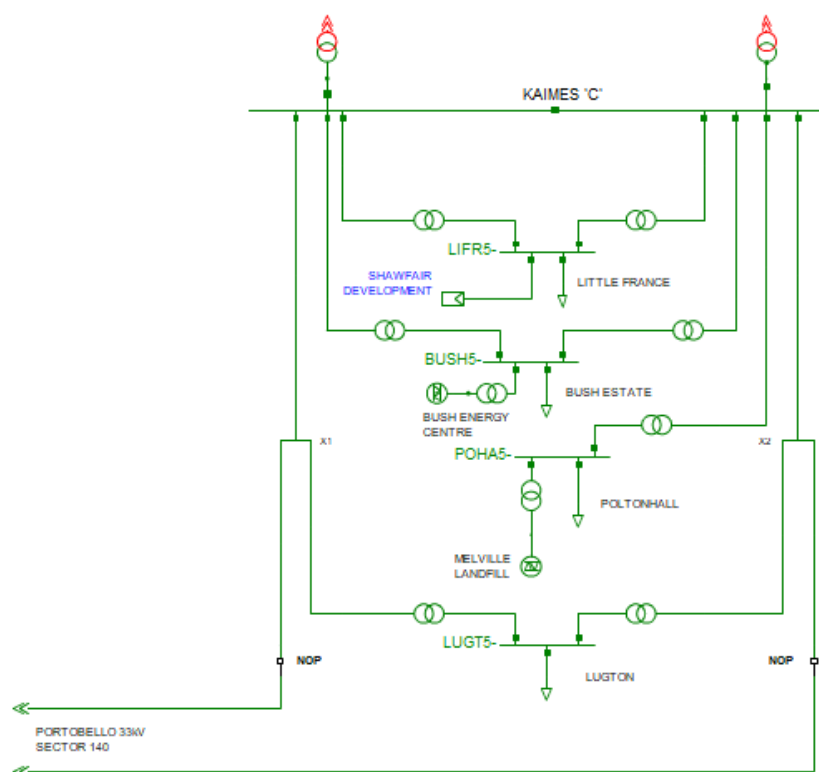 KAIMES 'C'
LIFR5-
SHAWFAIR
DEVELOPMENT
LITTLE FRANCE
BUSH5-
BUSH ENERGY
CENTRE
BUSH ESTATE
X1
X2
POHA5-
POLTONHALL
MELVILLE
LANDFILL
LUGT5-
LUGTON
NOP
NOP
PORTOBELLO 33kV
SECTOR 140